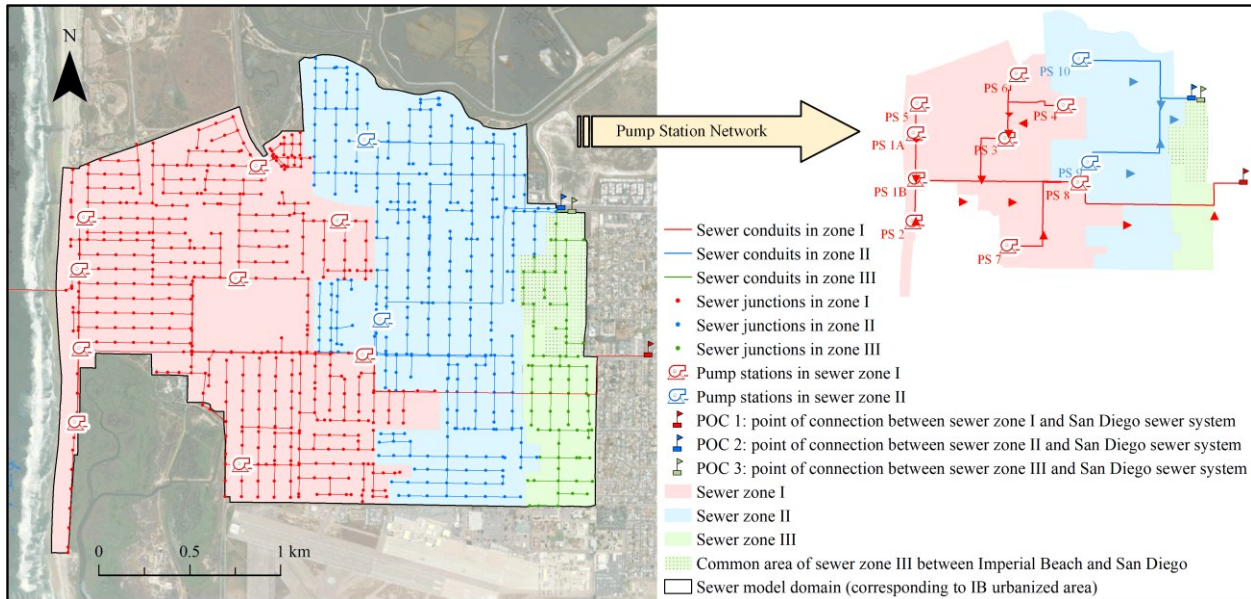 N
Pump Station Network
PS 10
PS 6
PS 5
PS 4
PS 1A
PS 3
PS 9
PS 1B
PS 8
PS 2
PS 7
Sewer conduits in zone I
Sewer conduits in zone II
Sewer conduits in zone III
Sewer junctions in zone I
Sewer junctions in zone II
Sewer junctions in zone III
Pump stations in sewer zone I
Pump stations in sewer zone II
POC 1: point of connection between sewer zone I and San Diego sewer system
POC 2: point of connection between sewer zone II and San Diego sewer system
POC 3: point of connection between sewer zone III and San Diego sewer system
Sewer zone I
Sewer zone II
Sewer zone III
Common area of sewer zone III between Imperial Beach and San Diego
Sewer model domain (corresponding to IB urbanized area)
0 0.5 1 km